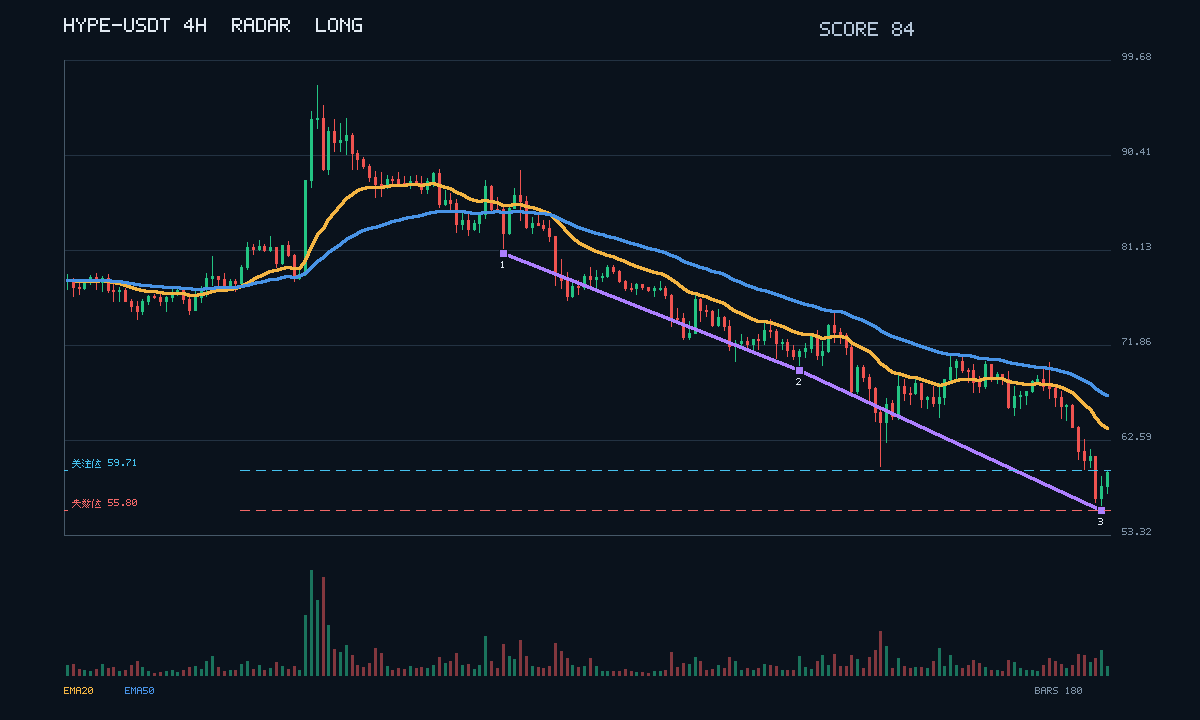 HYPE-USDT 4H RADAR LONG
SCORE 84
99.68
90.41
81.13
71.86
62.59
53.32
1
2
3
关注位 59.71
失效位 55.80
EMA20 EMA50
BARS 180